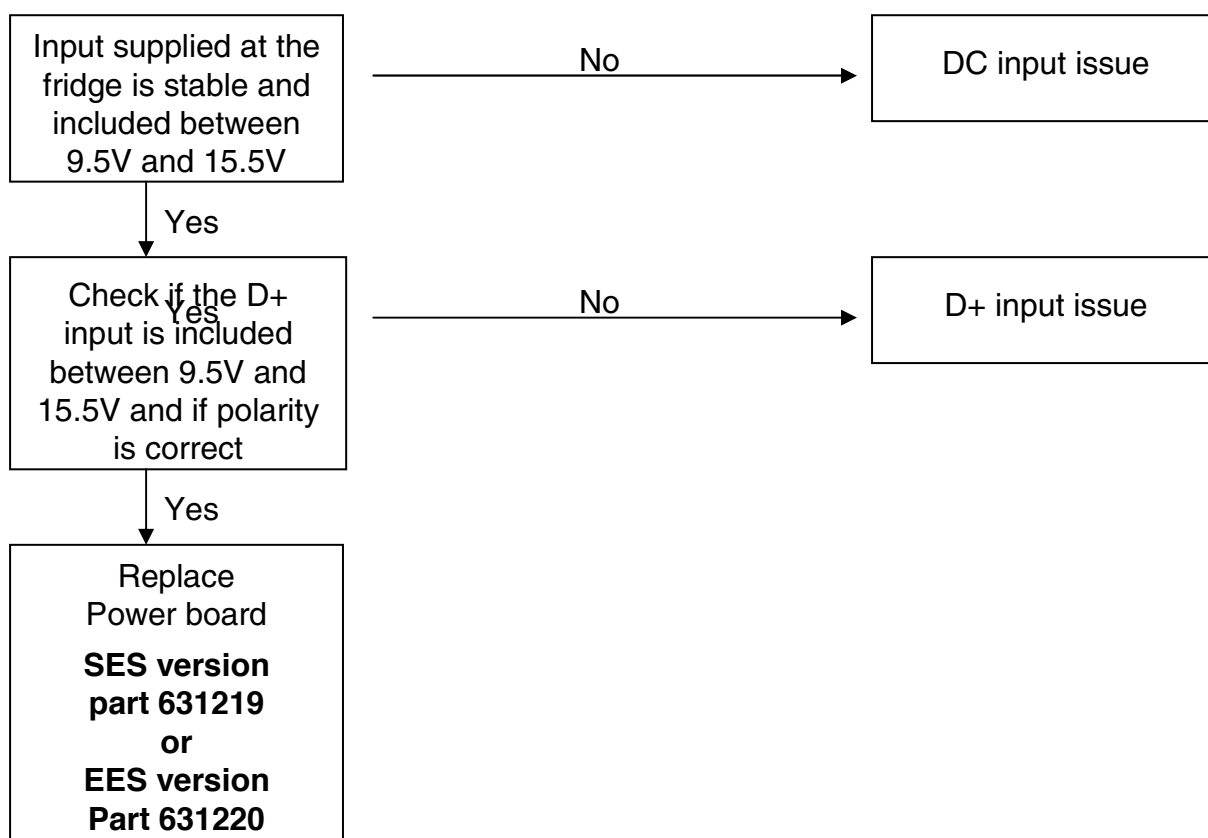 Input supplied at the
fridge is stable and
included between
9.5V and 15.5V
No
DC input issue
Yes
Check if the D+
Yes
input is included
between 9.5V and
15.5V and if polarity
is correct
No
D+ input issue
Yes
Replace
Power board
SES version
part 631219
or
EES version
Part 631220